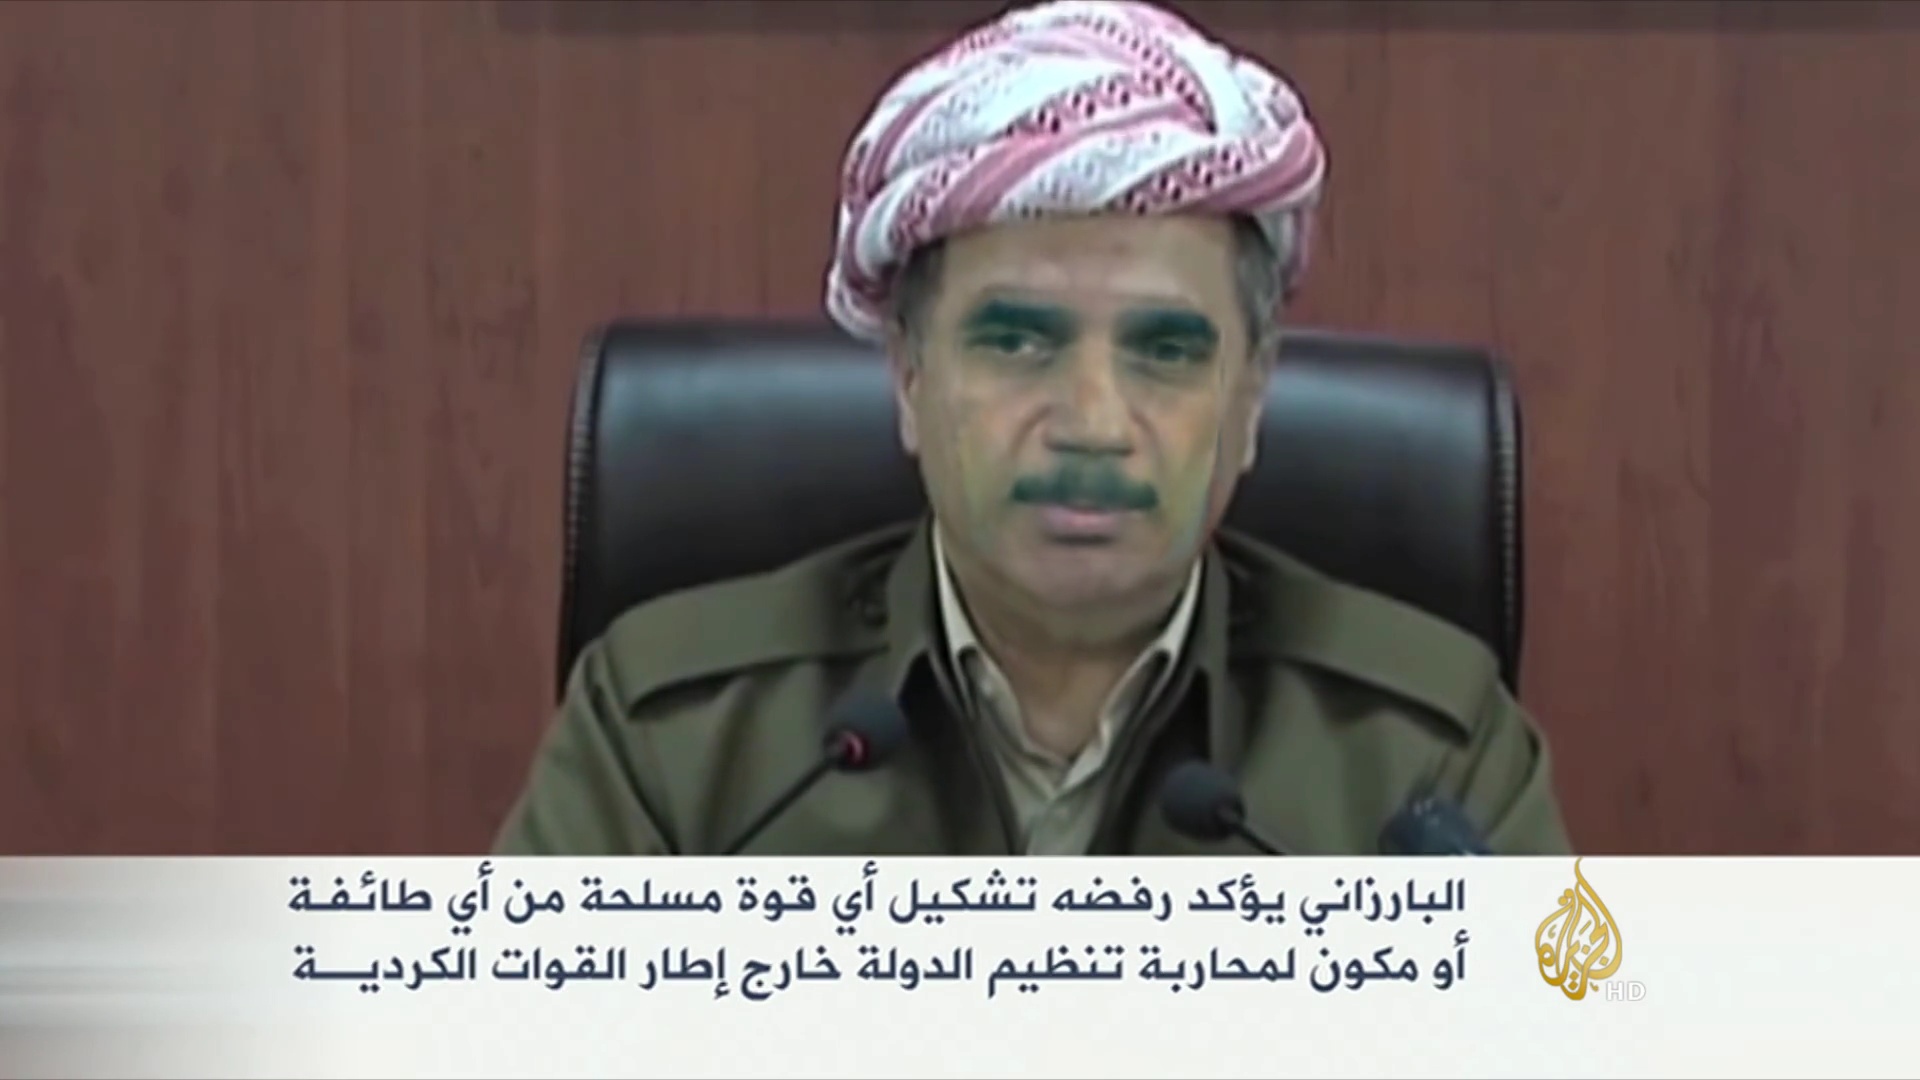 البارزاني يؤكد رفضه تشكيل أي قوة مسلحة من أي طائفة
أو مكون لمحاربة تنظيم الدولة خارج إطار القوات الكردية
الجزيرة
HD